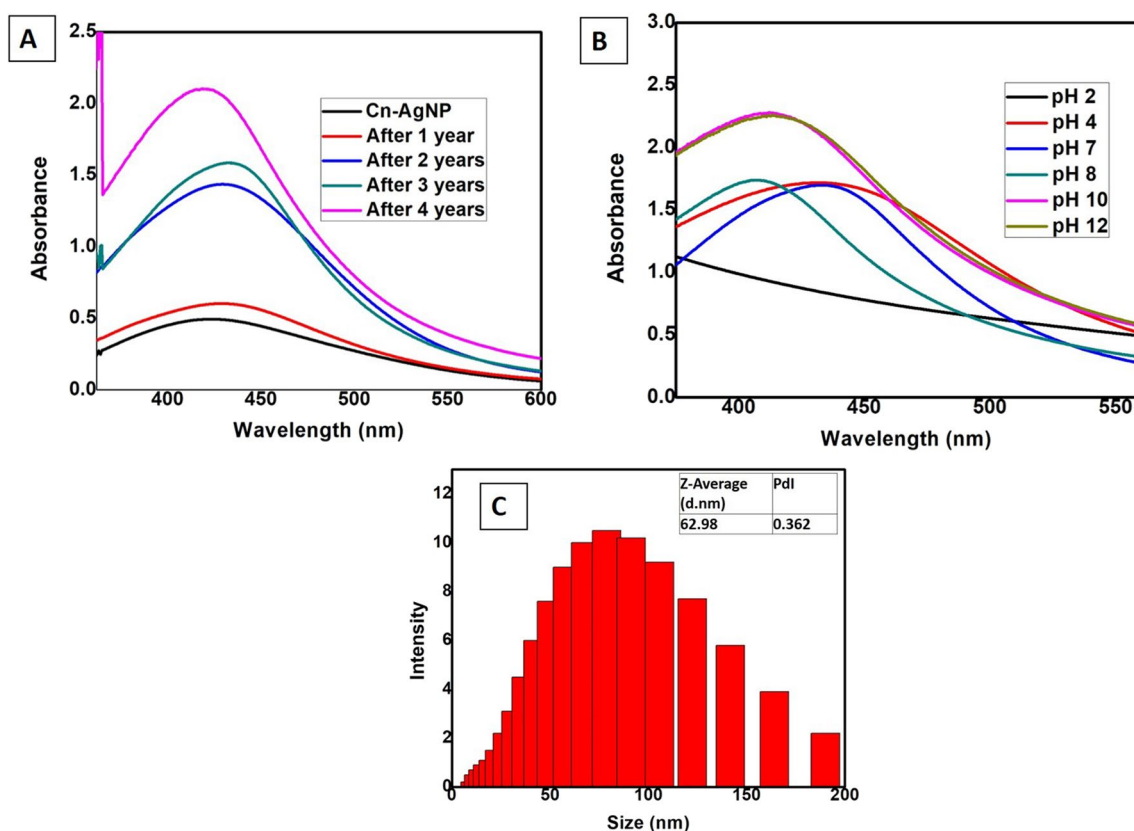 A
2.5
2.0
1.5
1.0
0.5
0.0
Absorbance
400 450 500 550 600
Wavelength (nm)
Cn-AgNP
After 1 year
After 2 years
After 3 years
After 4 years
B
3.0
2.5
2.0
1.5
1.0
0.5
0.0
Absorbance
400 450 500 550
Wavelength (nm)
pH 2
pH 4
pH 7
pH 8
pH 10
pH 12
C
12
10
8
6
4
2
0
Intensity
0 50 100 150 200
Size (nm)
Z-Average PdI
(d.nm)
62.98 0.362